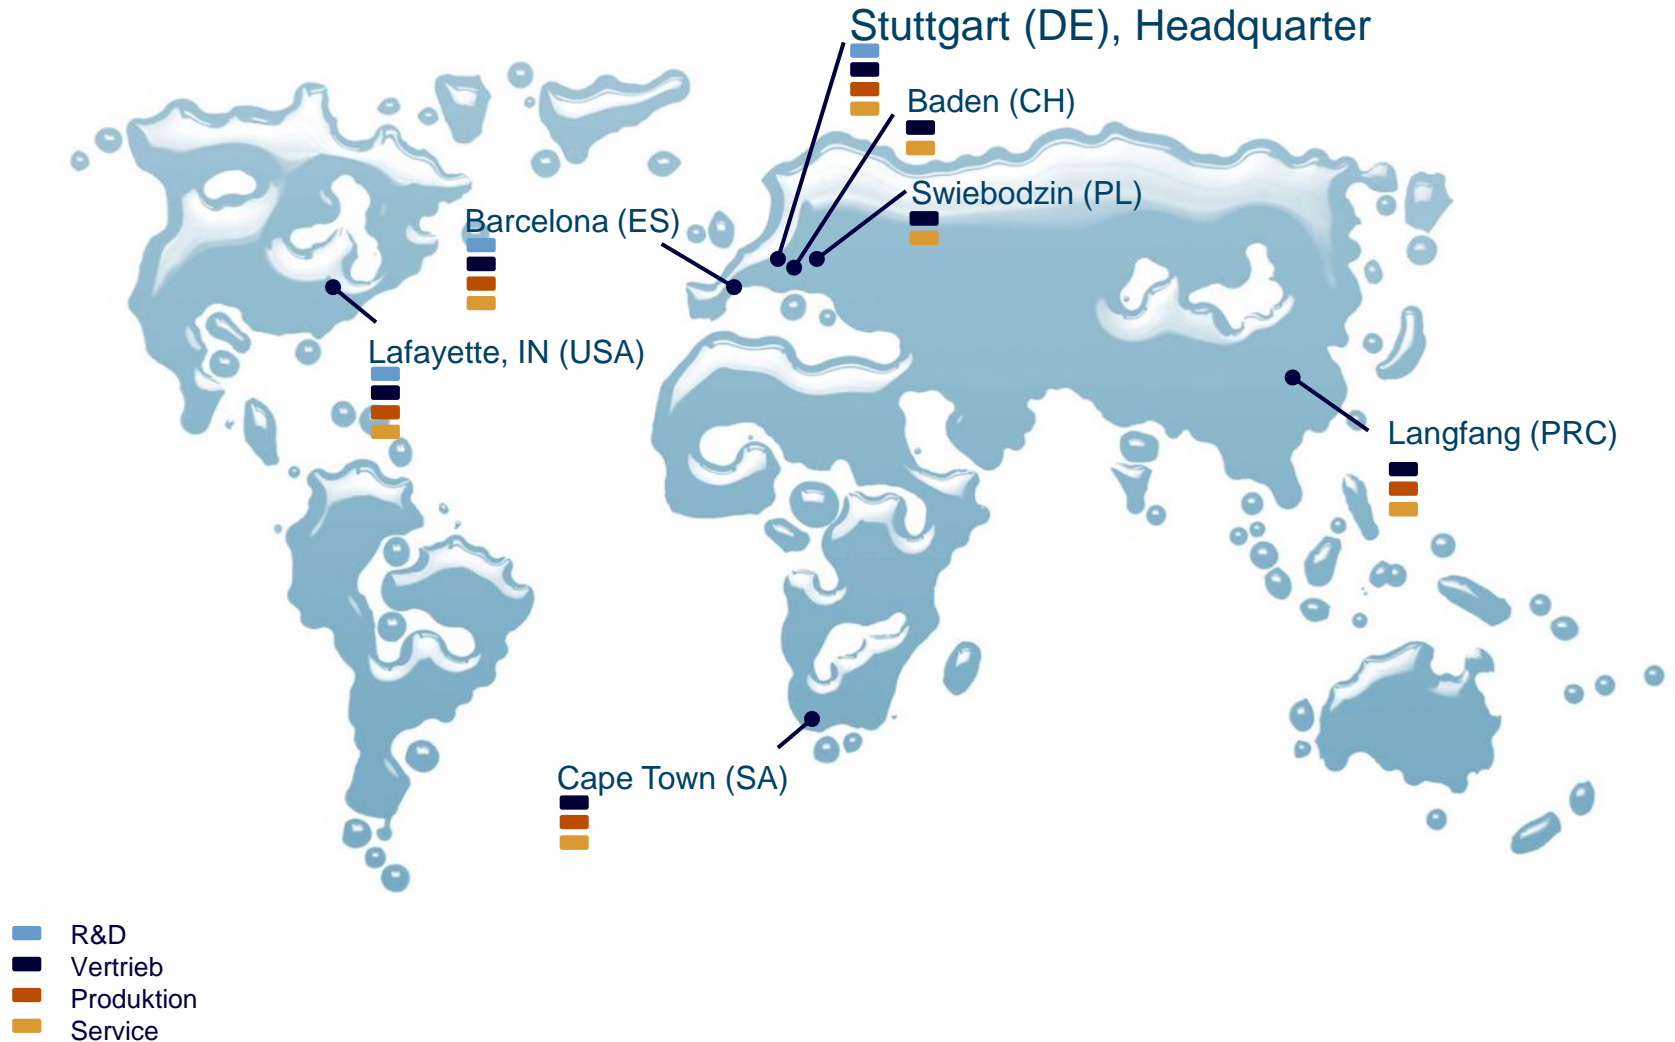 Stuttgart (DE), Headquarter
Baden (CH)
Swiebodzin (PL)
Barcelona (ES)
Lafayette, IN (USA)
Langfang (PRC)
Cape Town (SA)
R&D
Vertrieb
Produktion
Service